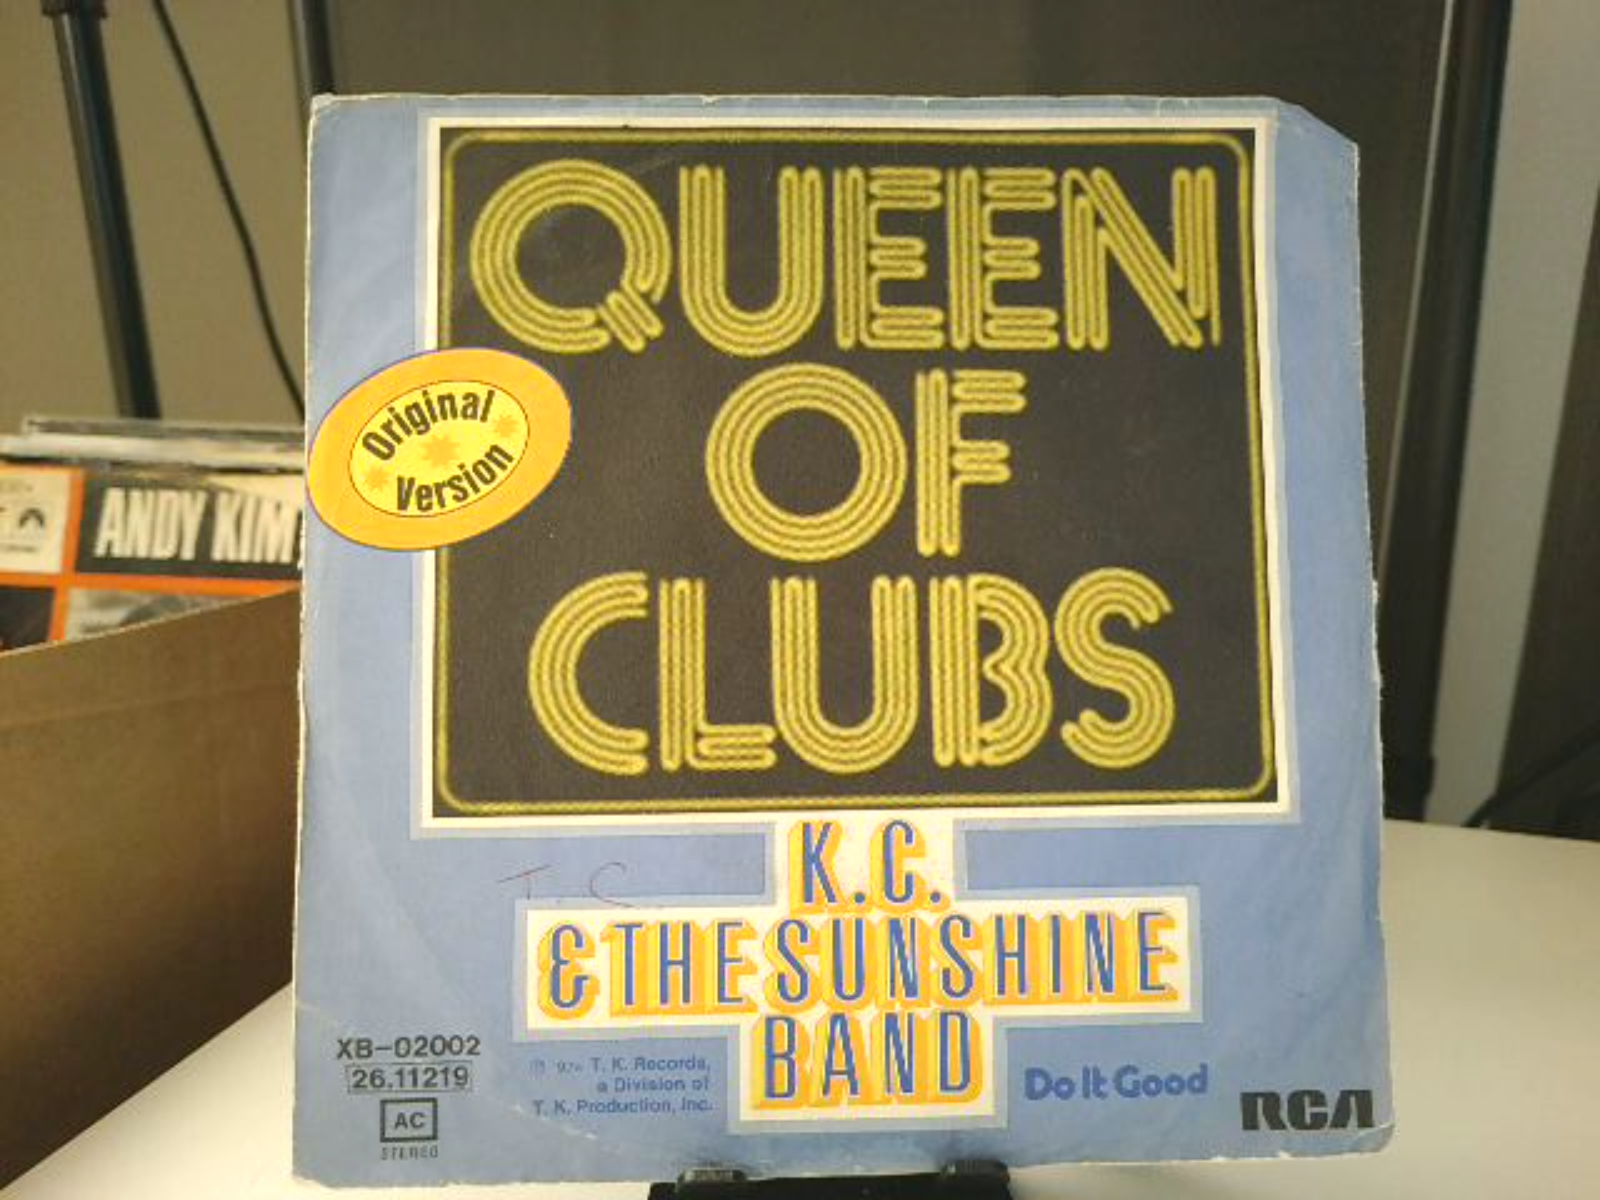 QUEEN
OF
CLUBS
Original
Version
ANDY KIM
K.C.
& THE SUNSHINE
BAND
T. C.
XB-02002
26.11219
AC
STEREO
T. K. Records,
a Division of
T. K. Production, Inc.
Do It Good
RCA